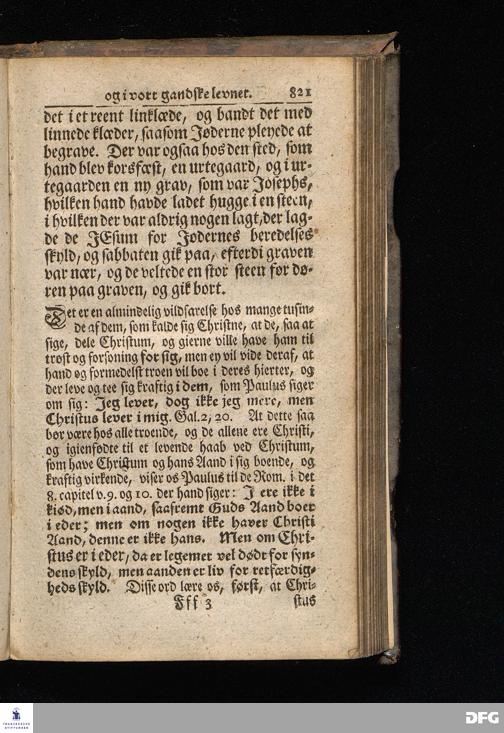 og i vort gandske levnet. 821
det i et reent linklæde, og bandt det med
linnede klæder, saasom Jøderne pleyede at
begrave. Der var ogsaa hos den sted, som
hand blev korsfæst, en urtegaard, og i ur-
tegaarden en ny grav, som var Josephs,
hvilken hand havde ladet hugge i en steen,
i hvilken der var aldrig nogen lagt, der lag-
de de JEsum for Jødernes beredelses
skyld, og sabbaten gik paa, efterdi graven
var nær, og de veltede en stor steen før dø-
ren paa graven, og gik bort.
Det er en almindelig vildfarelse hos mange tusin-
de af dem, som kalde sig Christne, at de, saa at
sige, dele Christum, og gierne ville have ham til
trøst og forsoning for sig, men ey vil vide deraf, at
hand og formedelst troen vil boe i deres hierter, og
der leve og tee sig kraftig i dem, som Paulus siger
om sig: Jeg lever, dog ikke jeg mere, men
Christus lever i mig. Gal. 2, 20. At dette saa
bør være hos alle troende, og de allene ere Christi,
og igienfødte til et levende haab ved Christum,
som have Christum og hans Aand i sig boende, og
kraftig virkende, viser os Paulus til de Rom. i det
8. capitel v. 9. og 10. der hand siger: J ere ikke i
kiød, men i aand, saafremt Guds Aand boer
i eder; men om nogen ikke haver Christi
Aand, denne er ikke hans. Men om Chri-
stus er i eder, da er legemet vel dødt for syn-
dens skyld, men aanden er liv for retfærdig-
heds skyld. Disse ord lære os, først, at Chri-
Fff 3 stus
FRANCKESCHE
STIFTUNGEN
DFG